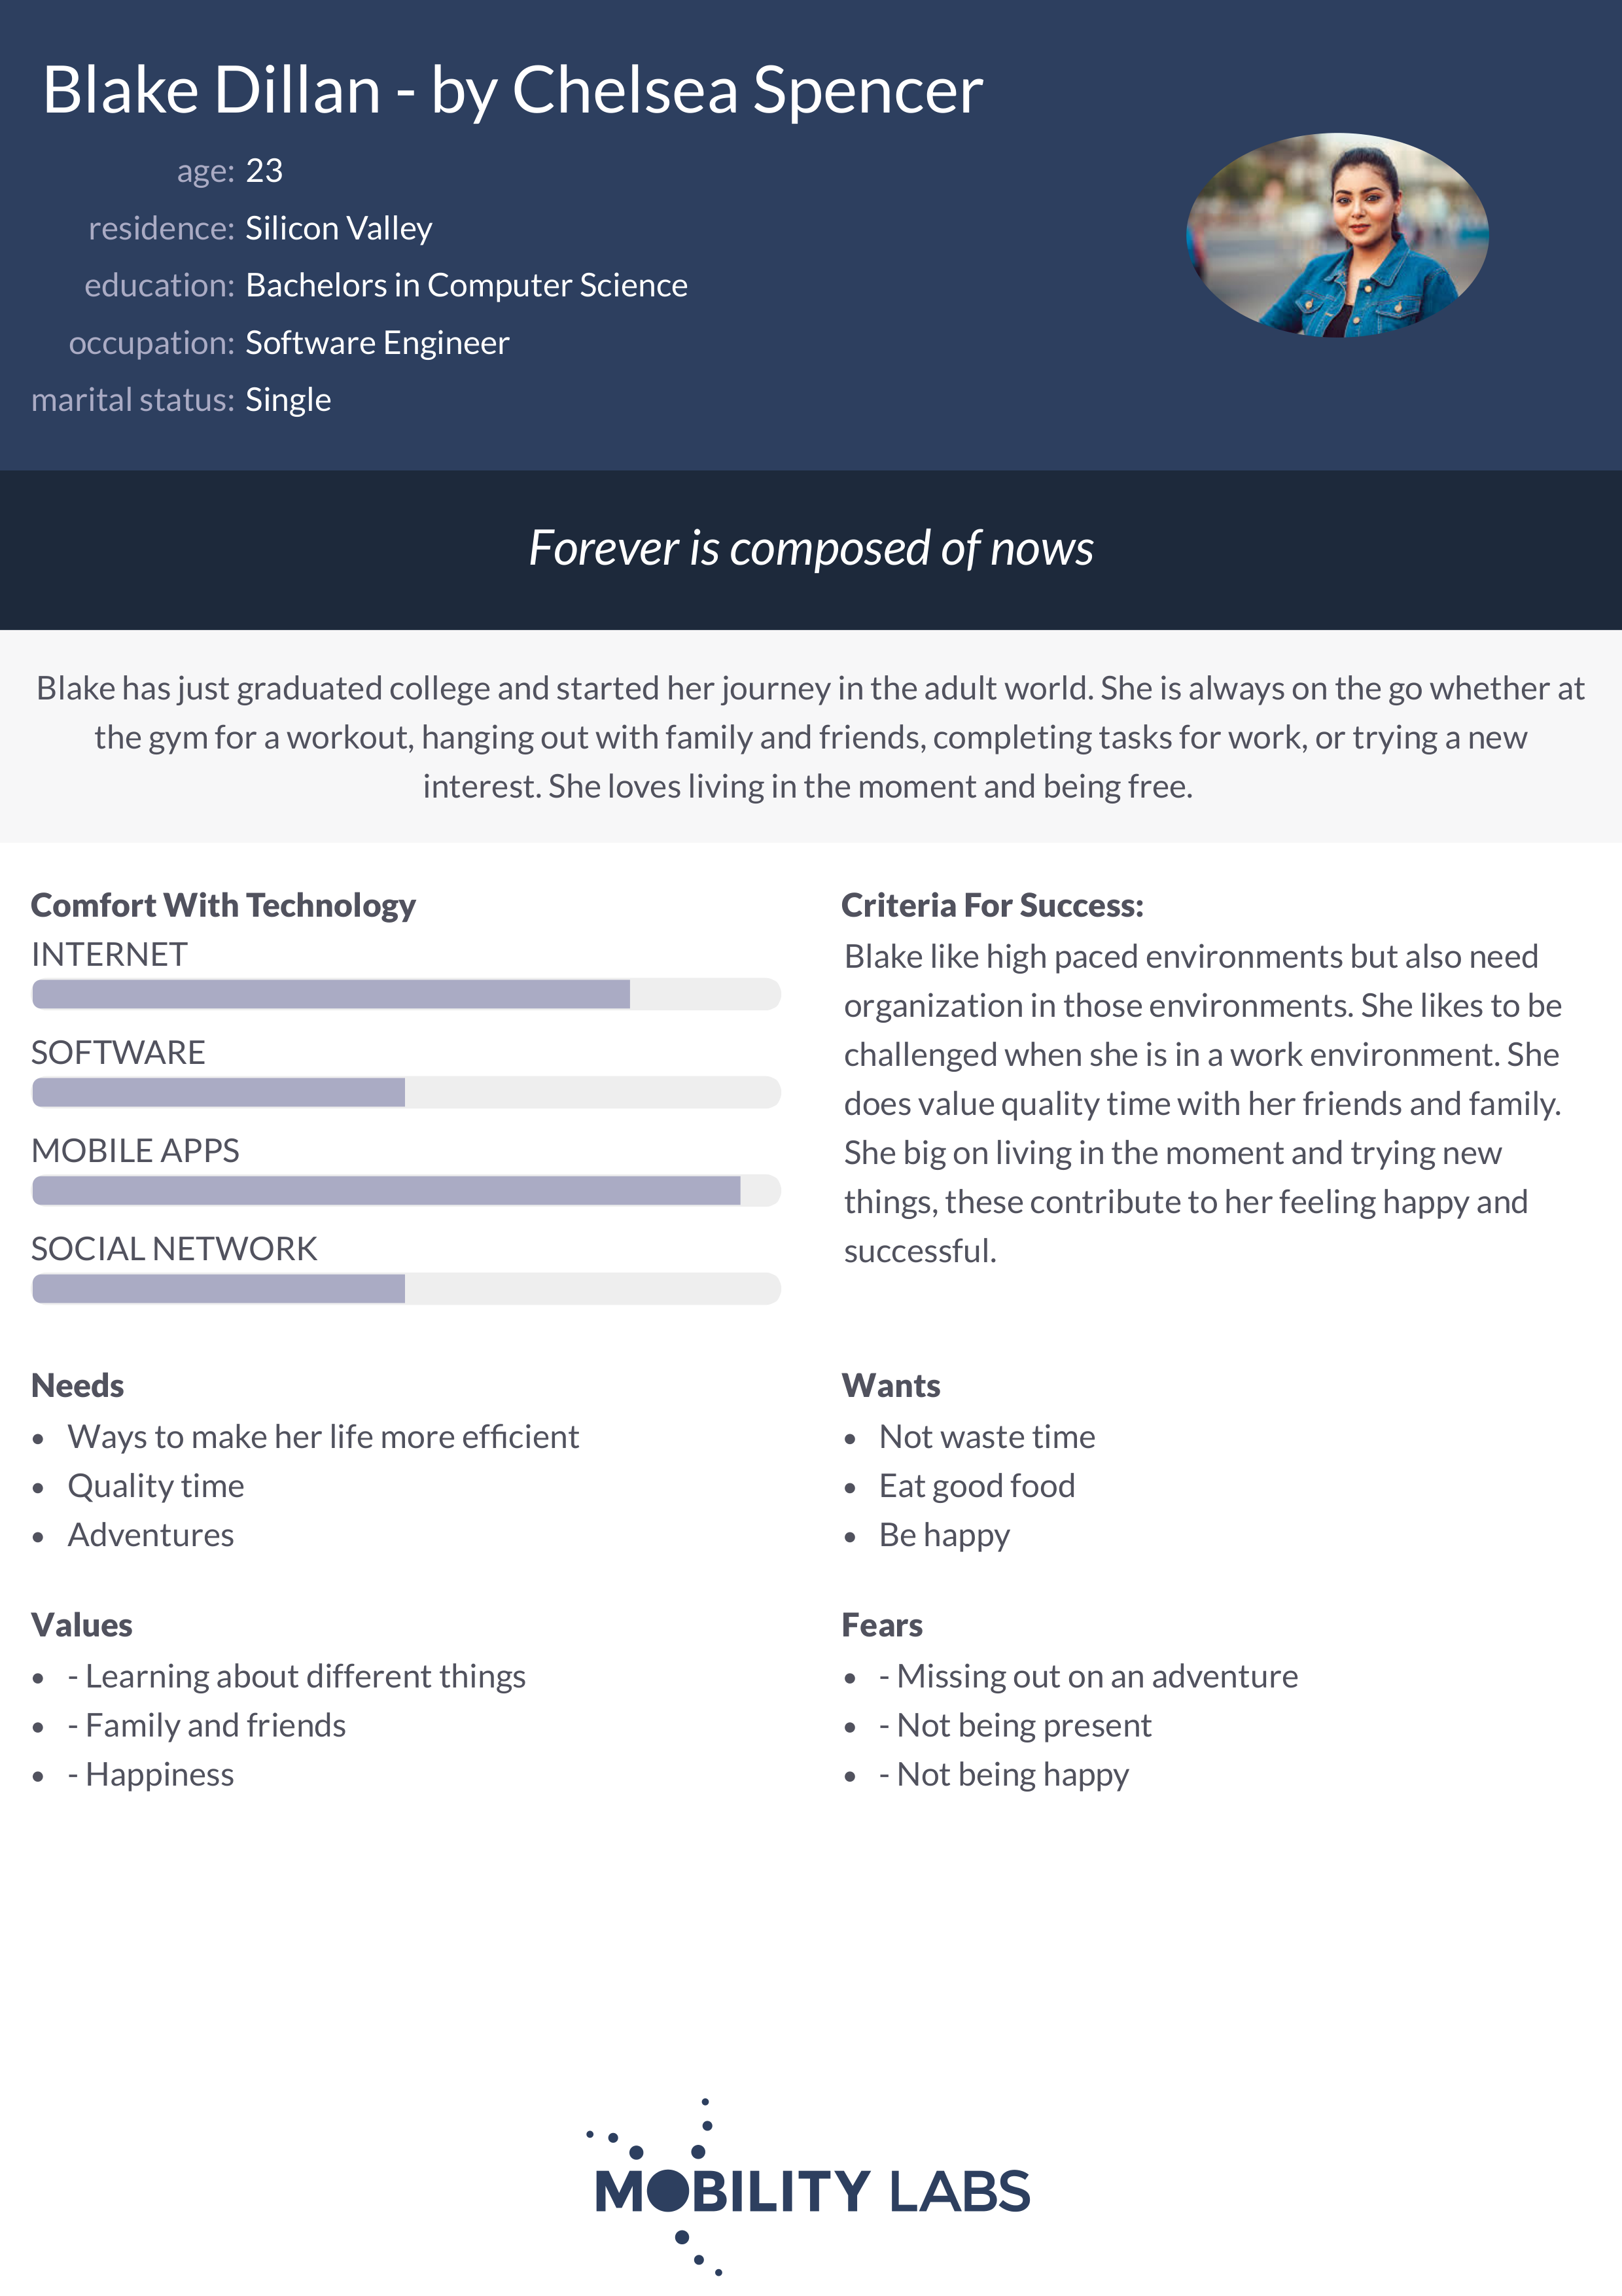 Blake Dillan - by Chelsea Spencer
age: 23
residence: Silicon Valley
education: Bachelors in Computer Science
occupation: Software Engineer
marital status: Single
Forever is composed of nows
Blake has just graduated college and started her journey in the adult world. She is always on the go whether at
the gym for a workout, hanging out with family and friends, completing tasks for work, or trying a new
interest. She loves living in the moment and being free.
Comfort With Technology
INTERNET
SOFTWARE
MOBILE APPS
SOCIAL NETWORK
Criteria For Success:
Blake like high paced environments but also need
organization in those environments. She likes to be
challenged when she is in a work environment. She
does value quality time with her friends and family.
She big on living in the moment and trying new
things, these contribute to her feeling happy and
successful.
Needs
• Ways to make her life more efficient
• Quality time
• Adventures
Wants
• Not waste time
• Eat good food
• Be happy
Values
• - Learning about different things
• - Family and friends
• - Happiness
Fears
• - Missing out on an adventure
• - Not being present
• - Not being happy
MOBILITY LABS